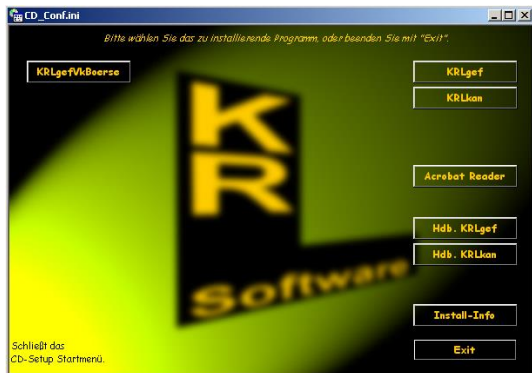 CD_Conf.ini
Bitte wählen Sie das zu installierende Programm, oder beenden Sie mit "Exit".
KRLgefVkBoerse
KRLgef
KRLkan
Acrobat Reader
Hdb. KRLgef
Hdb. KRLkan
Install-Info
Exit
KR
L
Software
Schließt das
CD-Setup Startmenü.